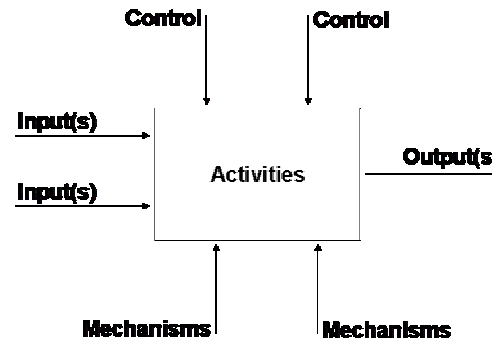 Control Control
Input(s)
Output(s
Activities
Input(s)
Mechanisms Mechanisms